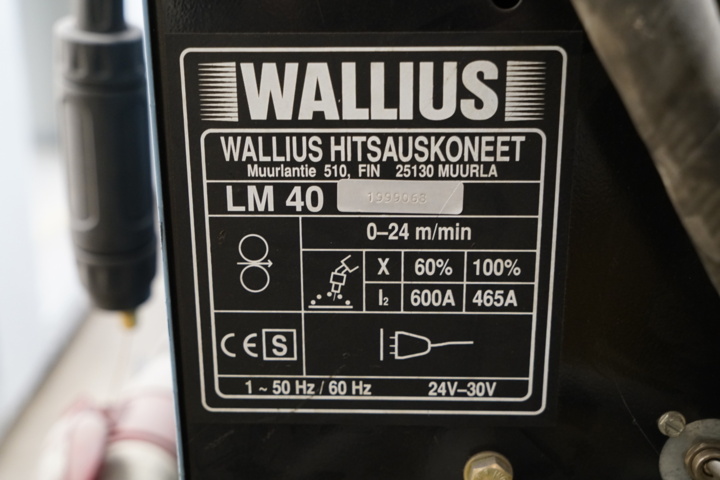 WALLIUS
WALLIUS HITSAUSKONEET
Muurlantie 510, FIN 25130 MUURLA
LM 40
0–24 m/min
X 60% 100%
I₂ 600A 465A
CE S
1 ~ 50 Hz / 60 Hz 24V–30V